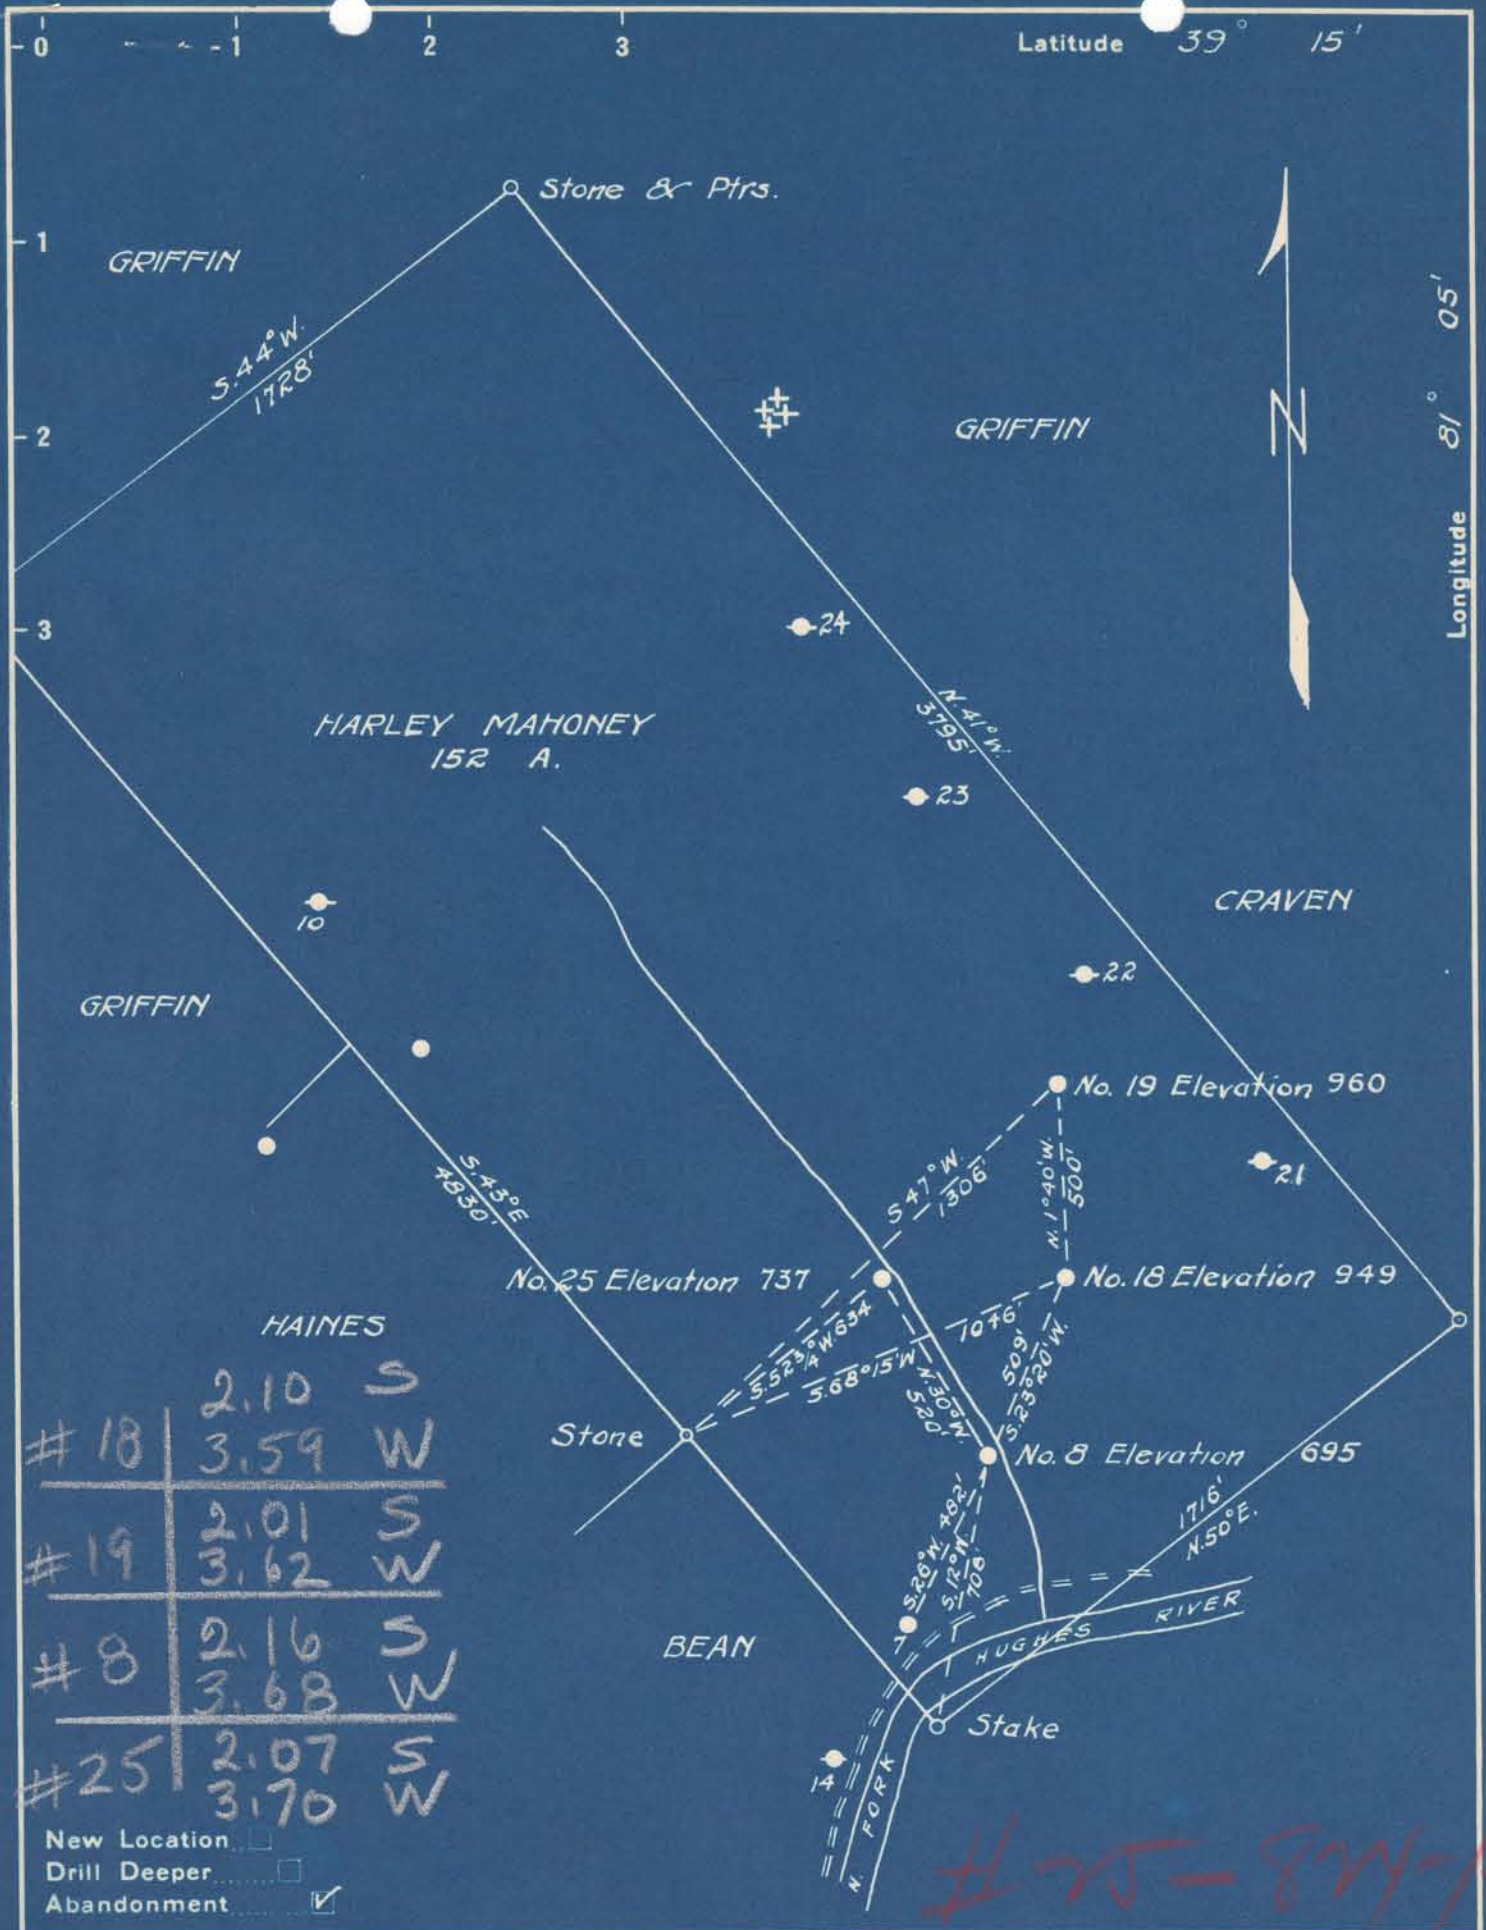 0 1 2 3 Latitude 39° 15'
Stone & Ptrs.
1
GRIFFIN
S.44°W.
1728'
Longitude 81° 05'
2
GRIFFIN
N
3
24
N.41°W.
3795'
HARLEY MAHONEY
152 A.
23
10
CRAVEN
22
GRIFFIN
No. 19 Elevation 960
S.43°E
4830'
S 47° W.
1306'
N.1°40'W.
500'
21
No. 25 Elevation 737
No. 18 Elevation 949
HAINES
S.52 3/4° W. 634
S.68°15'W 1046'
N.30°W.
520'
509'
S.23°20'W.
Stone
No. 8 Elevation 695
#18 2.10 S
3.59 W
#19 2.01 S
3.62 W
#8 2.16 S
3.68 W
#25 2.07 S
3.70 W
S.26°W. 482'
S.12°W.
708'
1716'
N.50°E.
7
BEAN
HUGHES RIVER
Stake
14
N. FORK
New Location
Drill Deeper
Abandonment ✓